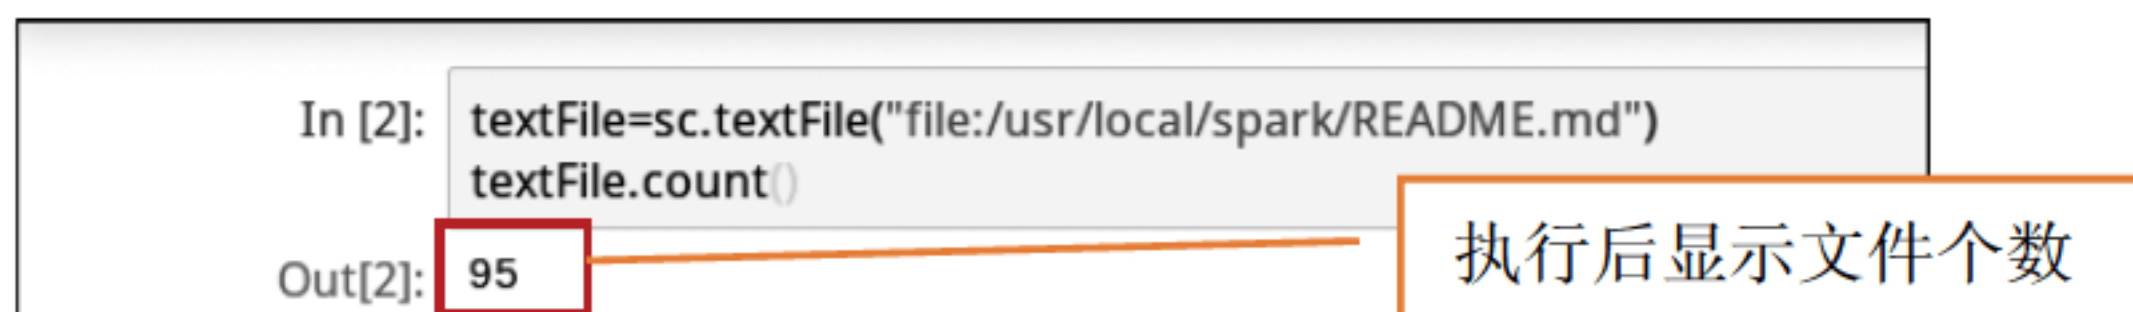 In [2]: textFile=sc.textFile("file:/usr/local/spark/README.md")
textFile.count()
Out[2]: 95
执行后显示文件个数